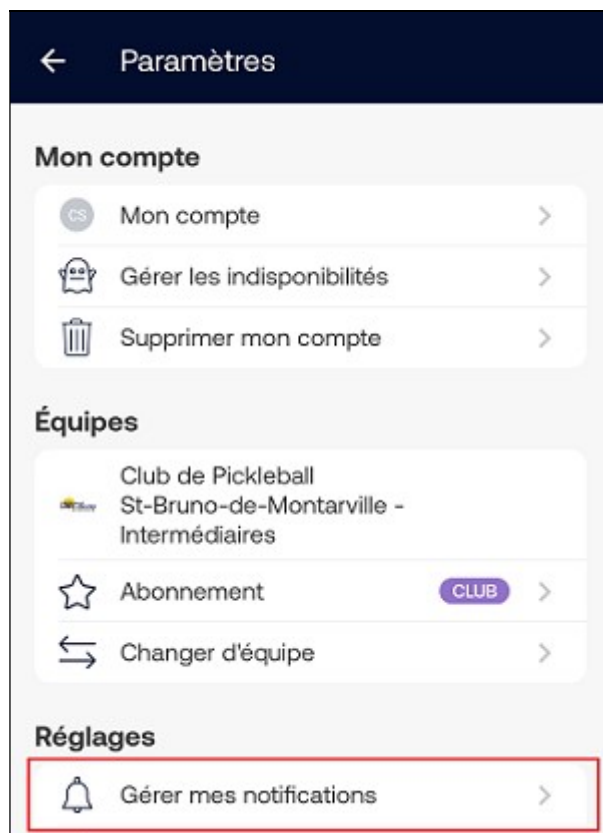 Paramètres
Mon compte
CS
Mon compte
Gérer les indisponibilités
Supprimer mon compte
Équipes
Club de Pickleball
St-Bruno-de-Montarville -
Intermédiaires
Abonnement
CLUB
Changer d'équipe
Réglages
Gérer mes notifications